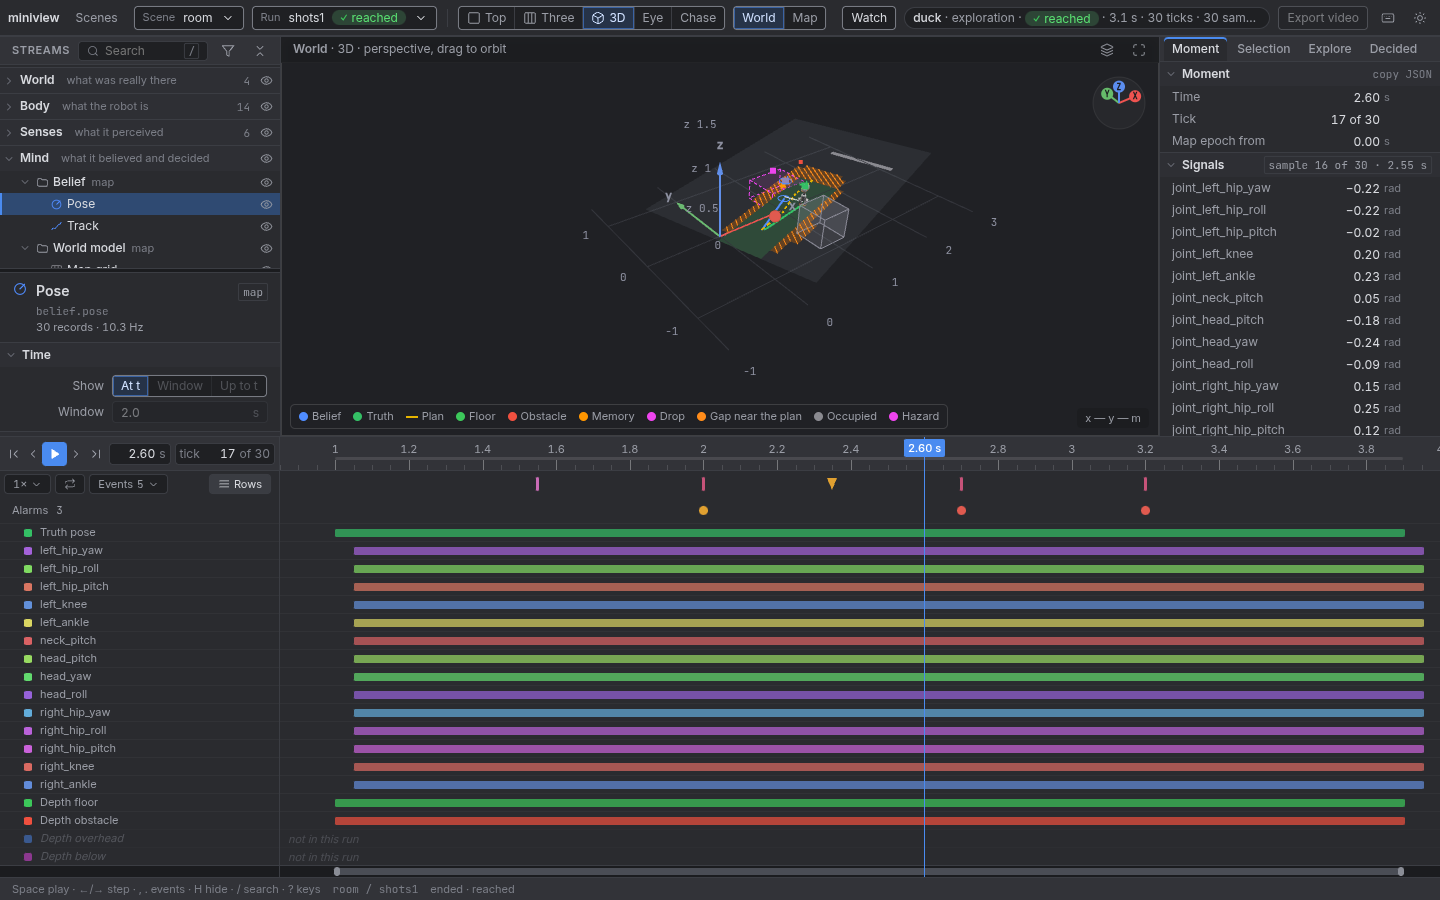 miniview Scenes Scene room Run shots1 ✓ reached Top Three 3D Eye Chase World Map Watch duck · exploration · ✓ reached · 3.1 s · 30 ticks · 30 sam... Export video
STREAMS Search /
World what was really there 4
Body what the robot is 14
Senses what it perceived 6
Mind what it believed and decided
Belief map
Pose
Track
World model map
Pose map
belief.pose
30 records · 10.3 Hz
Time
Show At t Window Up to t
Window 2.0 s
World · 3D · perspective, drag to orbit
Z Y X
z 1.5
z
z 1
y
z 0.5
x
0
1
0
-1
-1
0
1
2
3
Belief Truth Plan Floor Obstacle Memory Drop Gap near the plan Occupied Hazard
x — y — m
Moment Selection Explore Decided
Moment copy JSON
Time 2.60 s
Tick 17 of 30
Map epoch from 0.00 s
Signals sample 16 of 30 · 2.55 s
joint_left_hip_yaw −0.22 rad
joint_left_hip_roll −0.22 rad
joint_left_hip_pitch −0.02 rad
joint_left_knee 0.20 rad
joint_left_ankle 0.23 rad
joint_neck_pitch 0.05 rad
joint_head_pitch −0.18 rad
joint_head_yaw −0.24 rad
joint_head_roll −0.09 rad
joint_right_hip_yaw 0.15 rad
joint_right_hip_roll 0.25 rad
joint_right_hip_pitch 0.12 rad
2.60 s tick 17 of 30
1 1.2 1.4 1.6 1.8 2 2.2 2.4 2.60 s 2.8 3 3.2 3.4 3.6 3.8
1× Events 5 Rows
Alarms 3
Truth pose
left_hip_yaw
left_hip_roll
left_hip_pitch
left_knee
left_ankle
neck_pitch
head_pitch
head_yaw
head_roll
right_hip_yaw
right_hip_roll
right_hip_pitch
right_knee
right_ankle
Depth floor
Depth obstacle
Depth overhead not in this run
Depth below not in this run
Space play · ←/→ step · , . events · H hide · / search · ? keys room / shots1 ended · reached